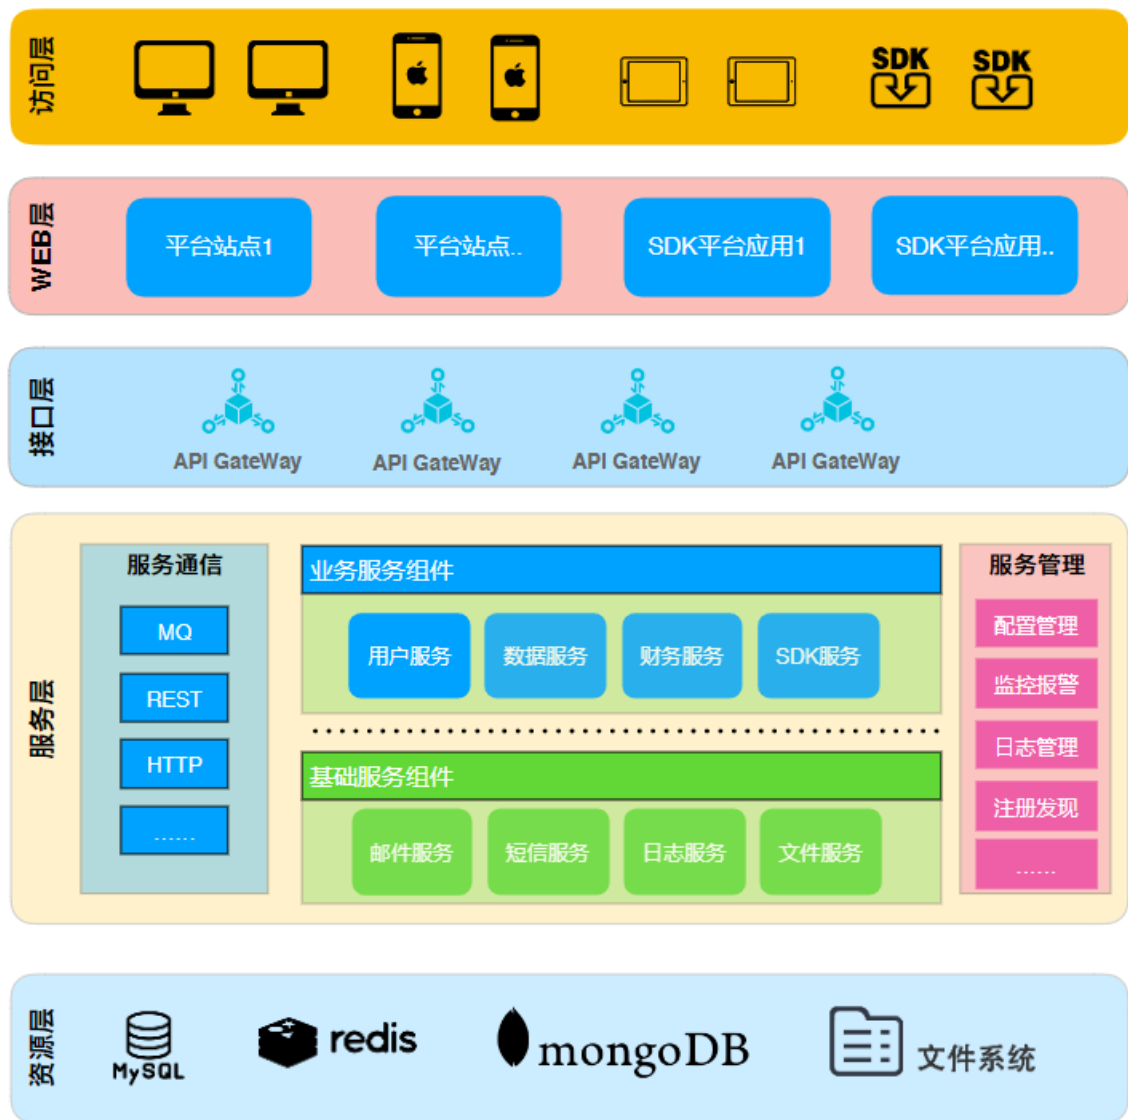 访问层
SDK
SDK
WEB层
平台站点1
平台站点..
SDK平台应用1
SDK平台应用..
接口层
API GateWay
API GateWay
API GateWay
API GateWay
服务层
服务通信
MQ
REST
HTTP
......
业务服务组件
用户服务
数据服务
财务服务
SDK服务
基础服务组件
邮件服务
短信服务
日志服务
文件服务
服务管理
配置管理
监控报警
日志管理
注册发现
......
资源层
MySQL
redis
mongoDB
文件系统